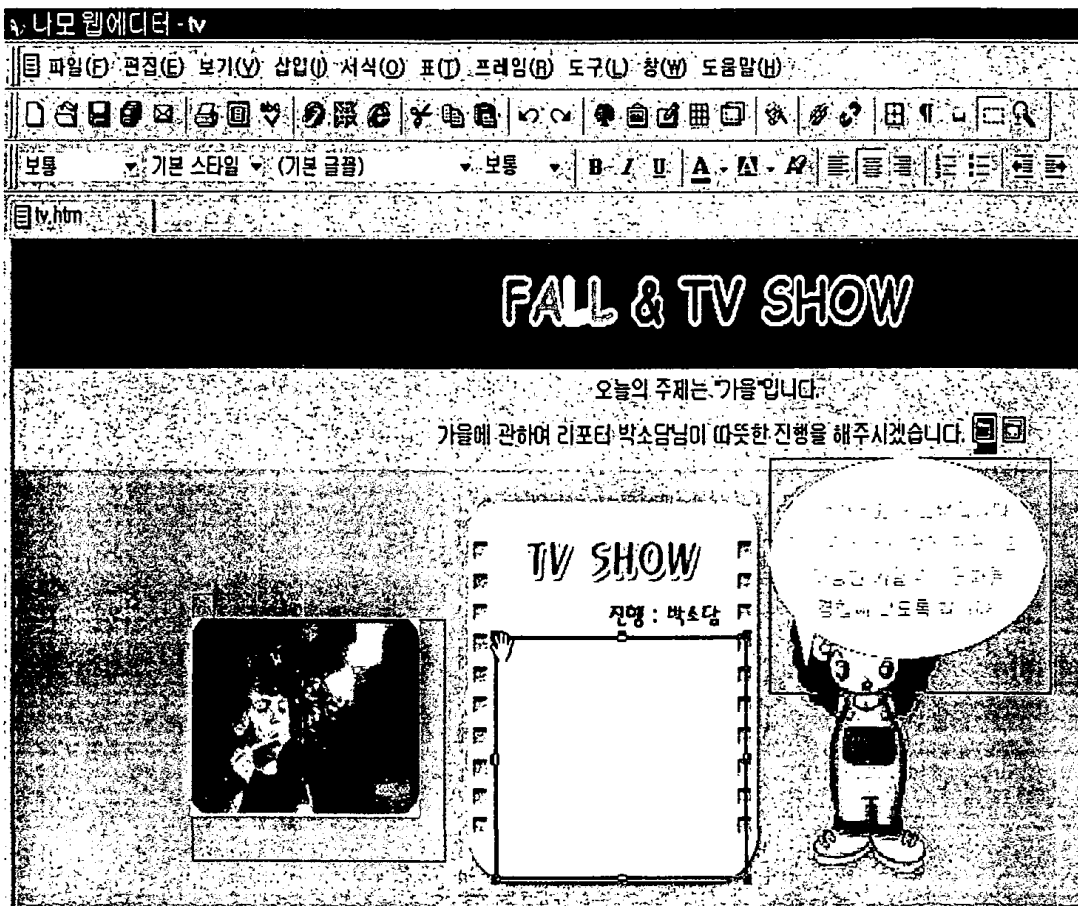 나모 웹에디터 - tv
파일(F) 편집(E) 보기(V) 삽입(I) 서식(O) 표(T) 프레임(R) 도구(L) 창(W) 도움말(H)
보통 기본 스타일 (기본 글꼴) 보통 B I U A
tv.htm
FALL & TV SHOW
오늘의 주제는 "가을"입니다.
가을에 관하여 리포터 박소담님이 따뜻한 진행을 해주시겠습니다.
TV SHOW
진행 : 박소담